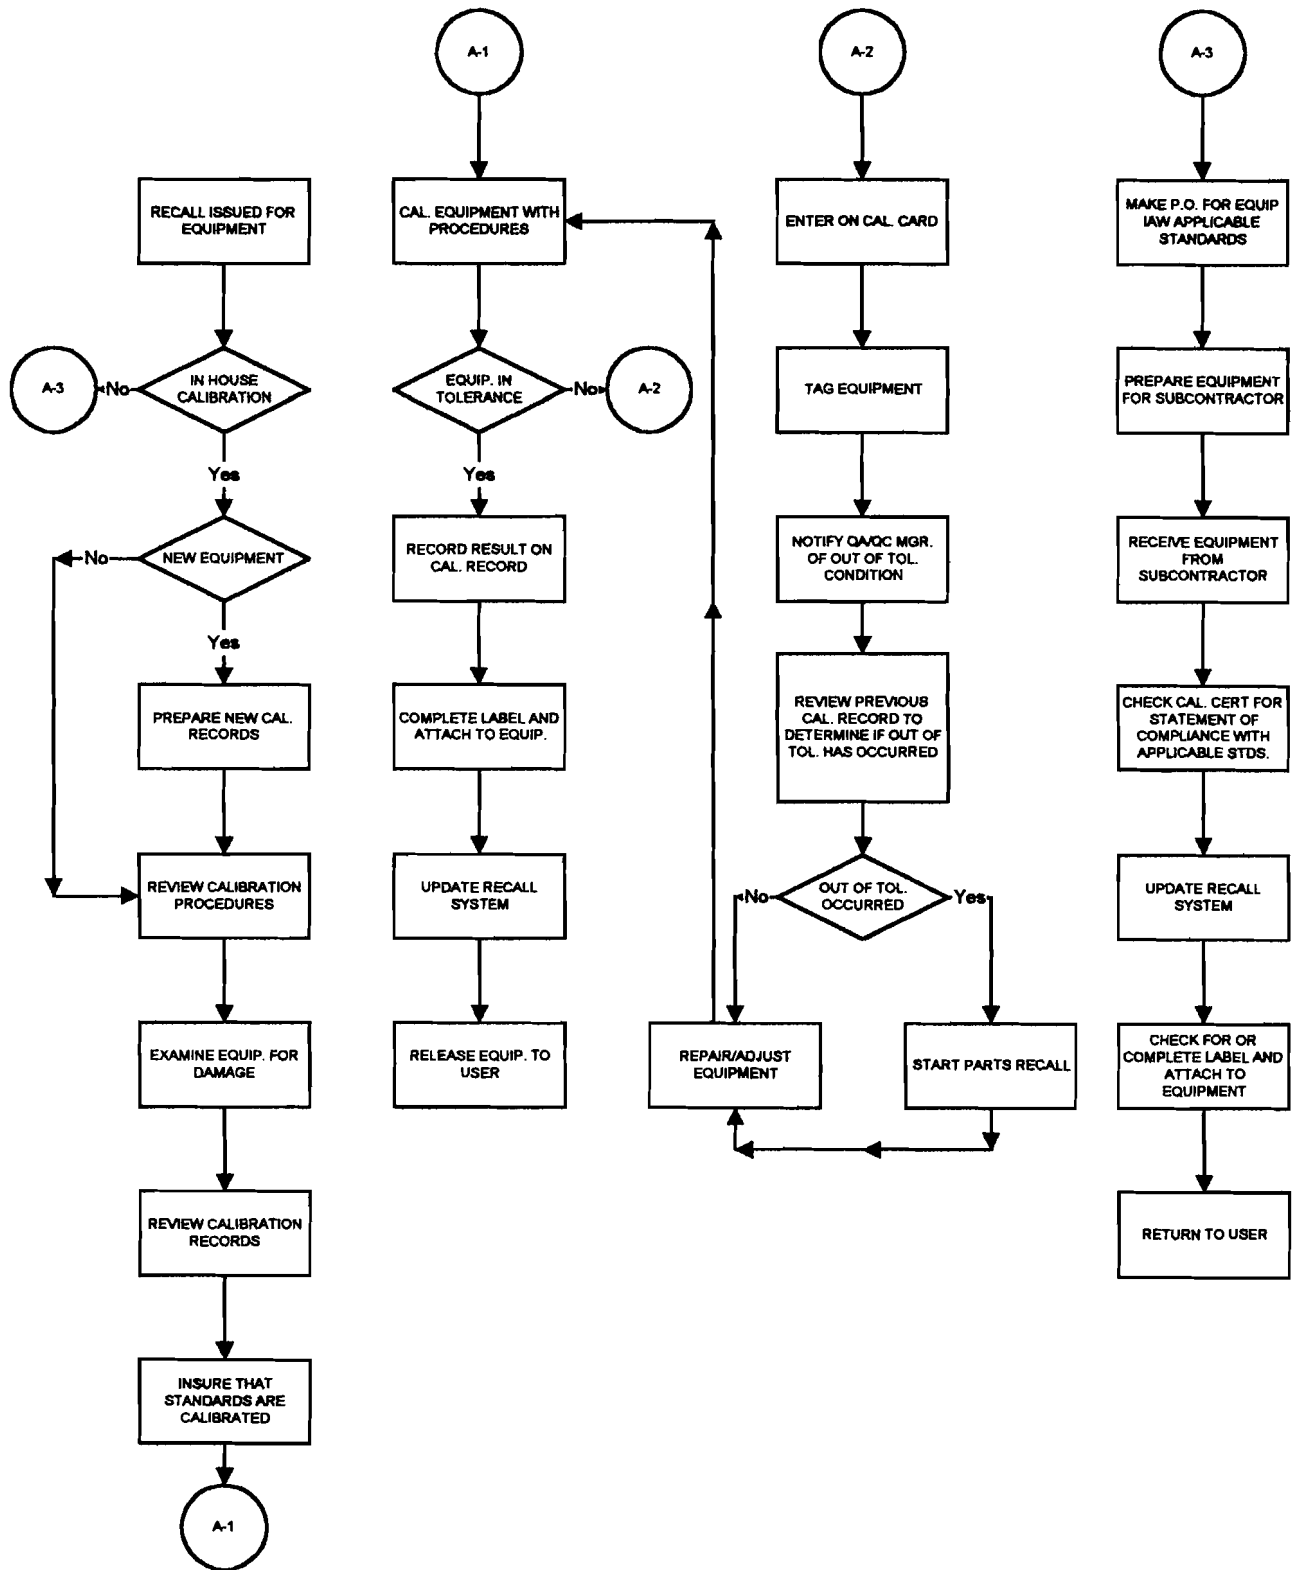 A-1
A-2
A-3
RECALL ISSUED FOR
EQUIPMENT
A-3
No
IN HOUSE
CALIBRATION
Yes
No
NEW EQUIPMENT
Yes
PREPARE NEW CAL.
RECORDS
REVIEW CALIBRATION
PROCEDURES
EXAMINE EQUIP. FOR
DAMAGE
REVIEW CALIBRATION
RECORDS
INSURE THAT
STANDARDS ARE
CALIBRATED
A-1
CAL. EQUIPMENT WITH
PROCEDURES
EQUIP. IN
TOLERANCE
No
A-2
Yes
RECORD RESULT ON
CAL. RECORD
COMPLETE LABEL AND
ATTACH TO EQUIP.
UPDATE RECALL
SYSTEM
RELEASE EQUIP. TO
USER
ENTER ON CAL. CARD
TAG EQUIPMENT
NOTIFY QA/QC MGR.
OF OUT OF TOL.
CONDITION
REVIEW PREVIOUS
CAL. RECORD TO
DETERMINE IF OUT OF
TOL. HAS OCCURRED
No
OUT OF TOL.
OCCURRED
Yes
REPAIR/ADJUST
EQUIPMENT
START PARTS RECALL
MAKE P.O. FOR EQUIP
IAW APPLICABLE
STANDARDS
PREPARE EQUIPMENT
FOR SUBCONTRACTOR
RECEIVE EQUIPMENT
FROM
SUBCONTRACTOR
CHECK CAL. CERT FOR
STATEMENT OF
COMPLIANCE WITH
APPLICABLE STDS.
UPDATE RECALL
SYSTEM
CHECK FOR OR
COMPLETE LABEL AND
ATTACH TO
EQUIPMENT
RETURN TO USER